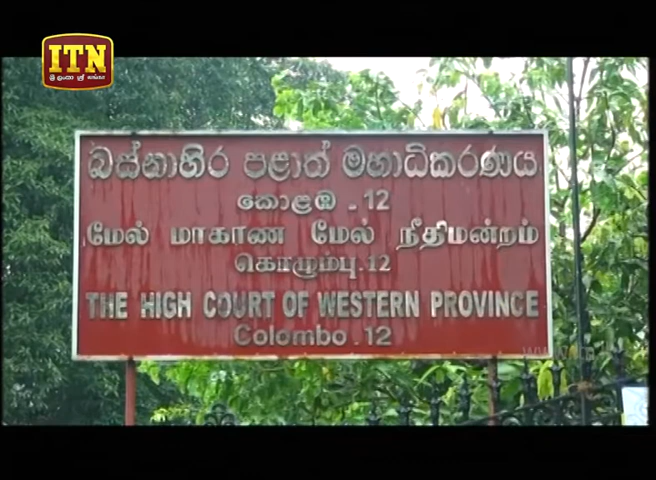 ITN
බස්නාහිර පළාත් මහාධිකරණය
කොළඹ - 12
மேல் மாகாண மேல் நீதிமன்றம்
கொழும்பு - 12
THE HIGH COURT OF WESTERN PROVINCE
Colombo - 12